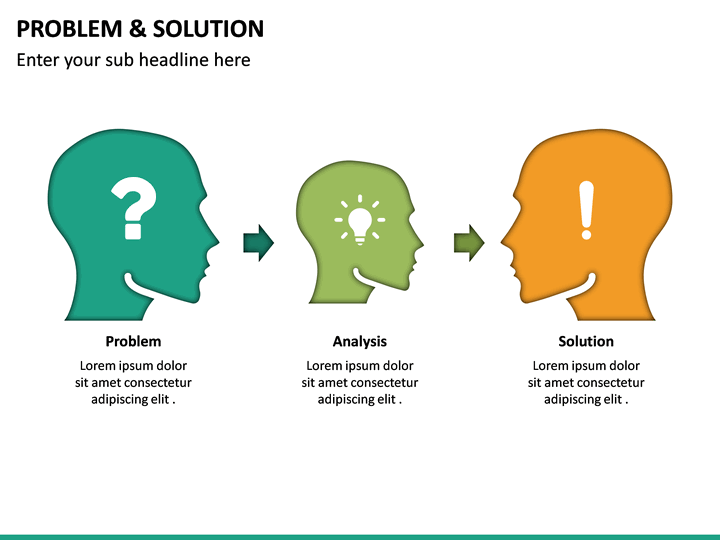 PROBLEM & SOLUTION
Enter your sub headline here
?
!
Problem
Lorem ipsum dolor
sit amet consectetur
adipiscing elit .
Analysis
Lorem ipsum dolor
sit amet consectetur
adipiscing elit .
Solution
Lorem ipsum dolor
sit amet consectetur
adipiscing elit .